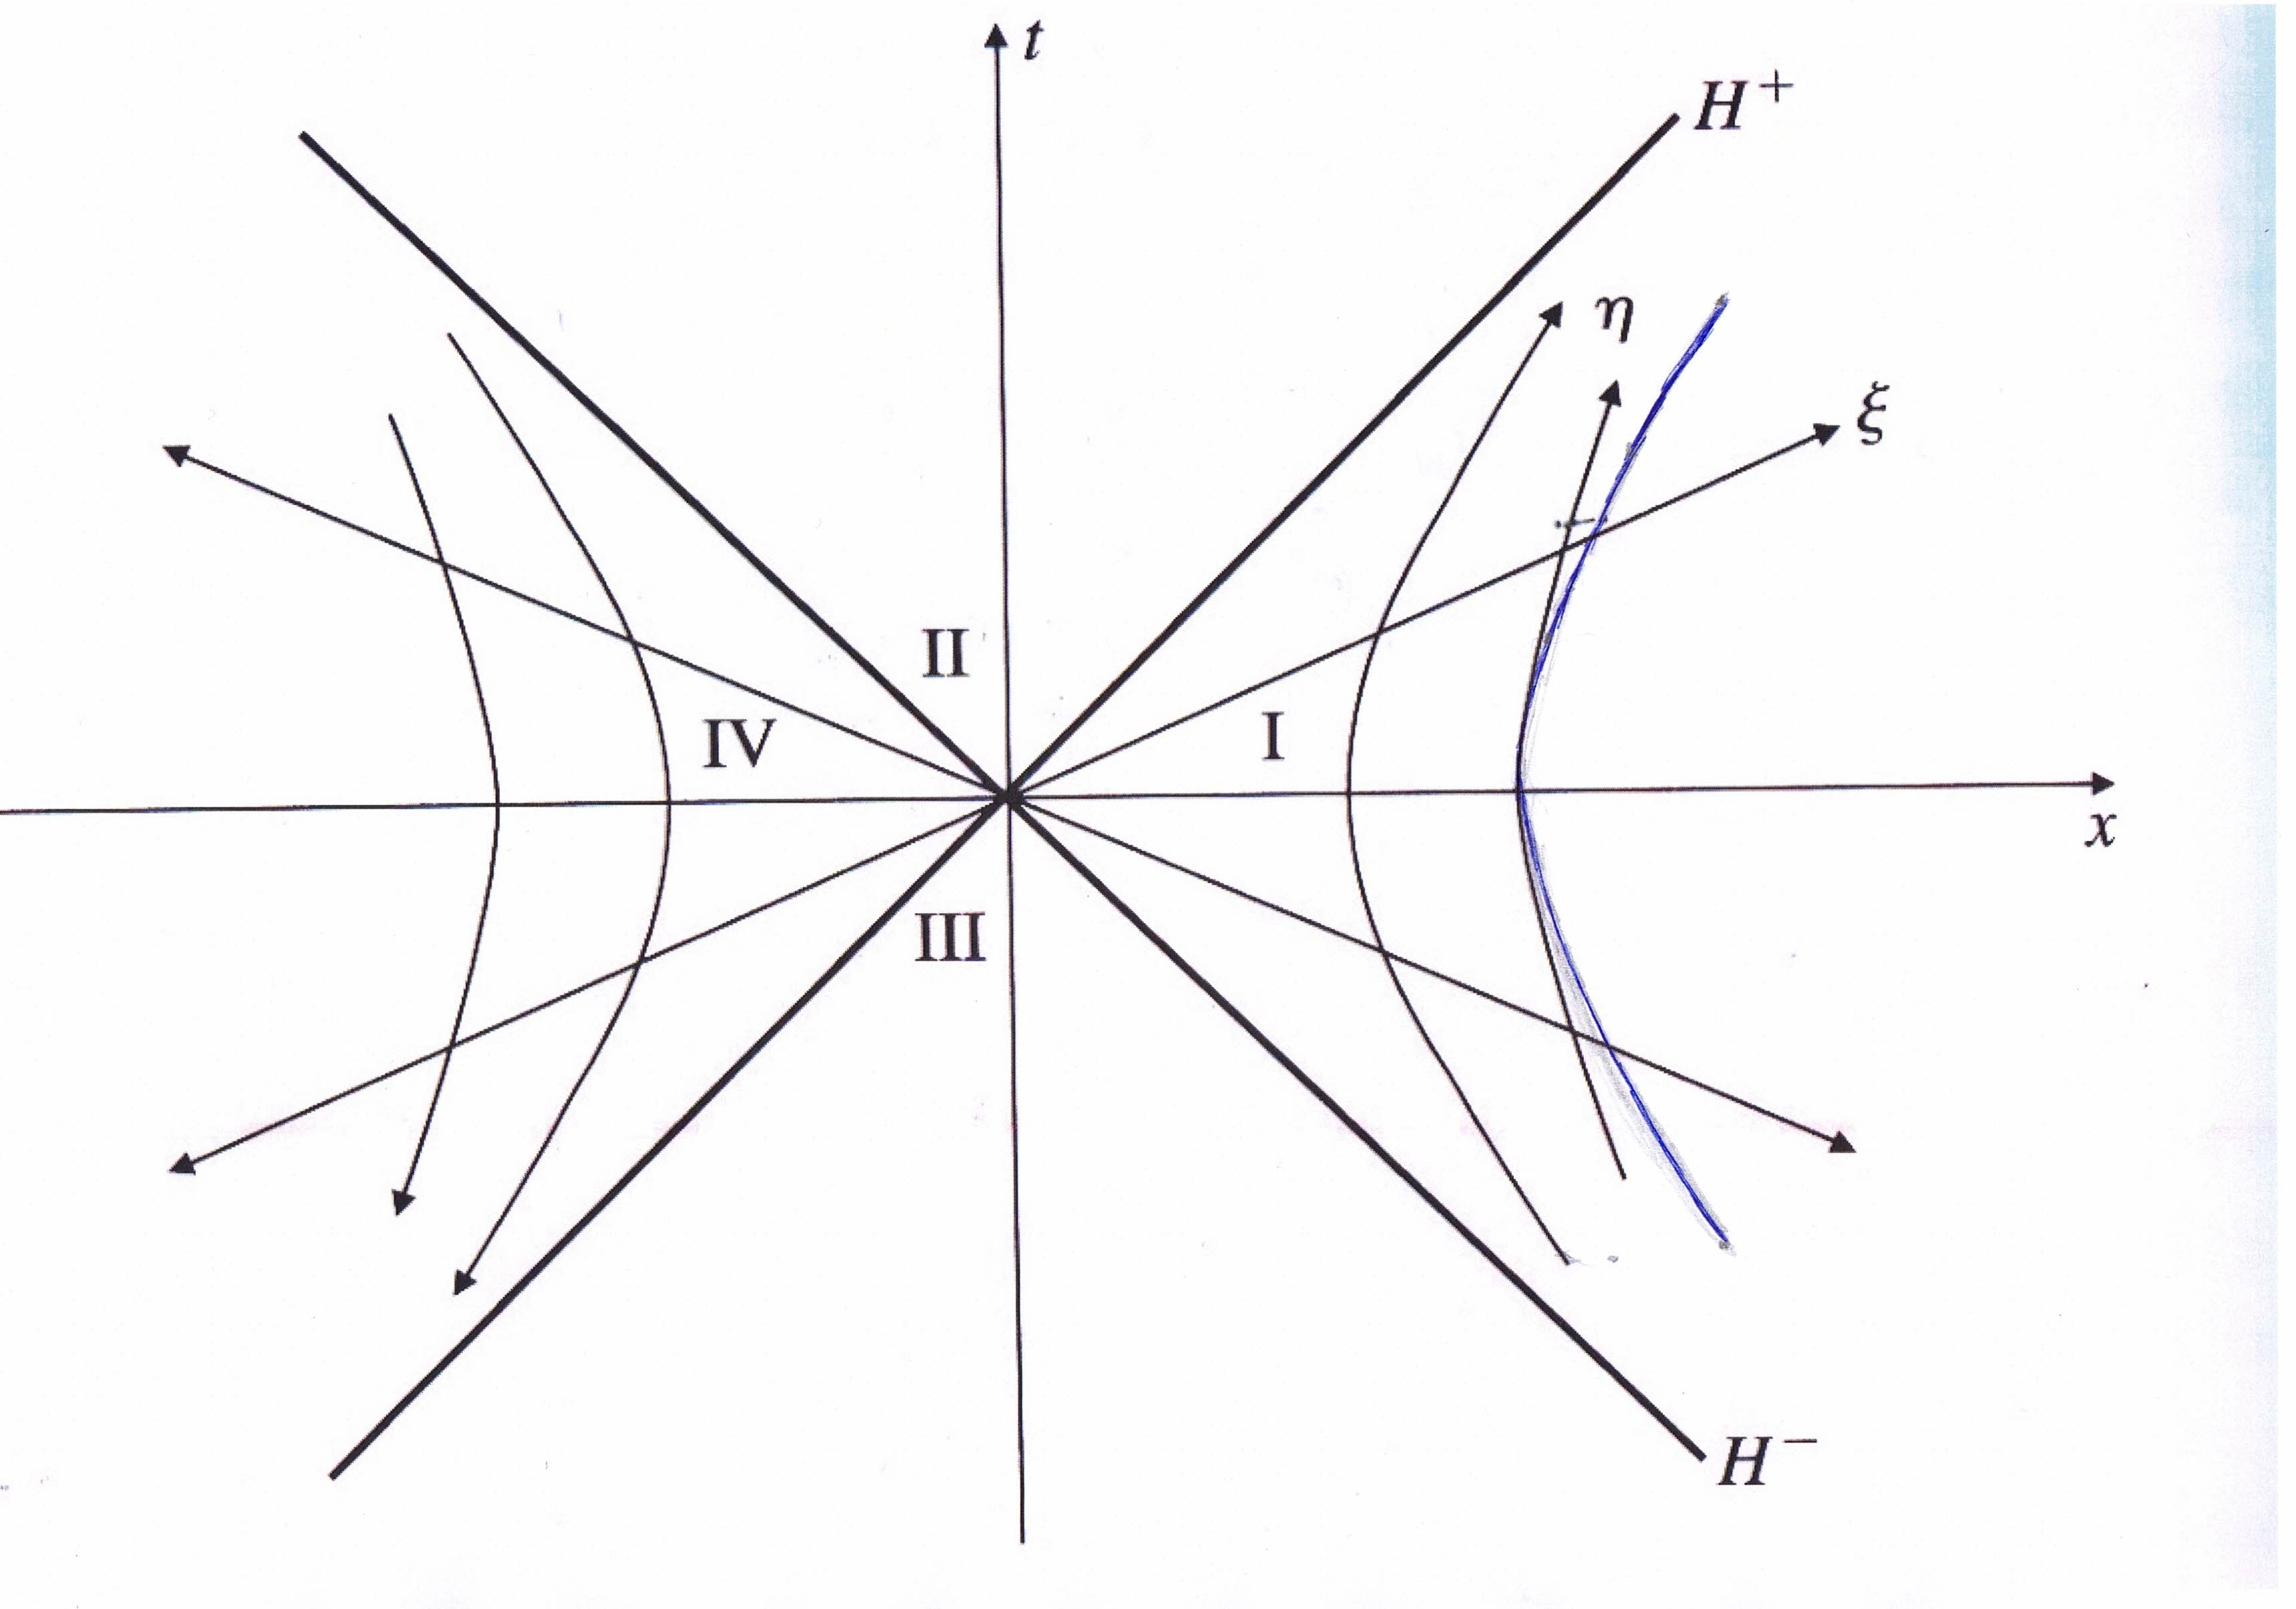 t
H⁺
η
ξ
II
IV
I
x
III
H⁻